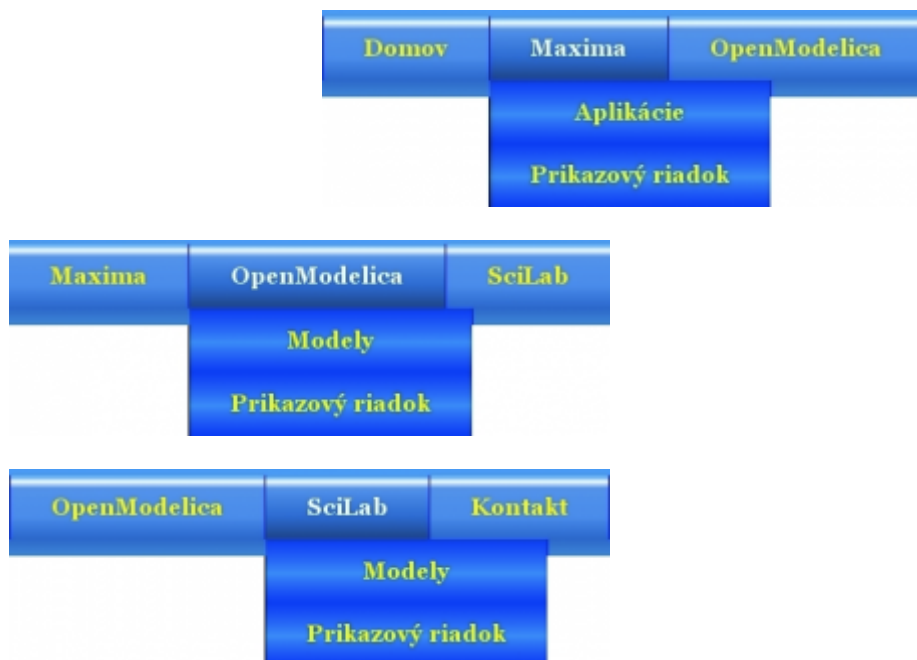 Domov Maxima OpenModelica
Aplikácie
Prikazový riadok
Maxima OpenModelica SciLab
Modely
Prikazový riadok
OpenModelica SciLab Kontakt
Modely
Prikazový riadok